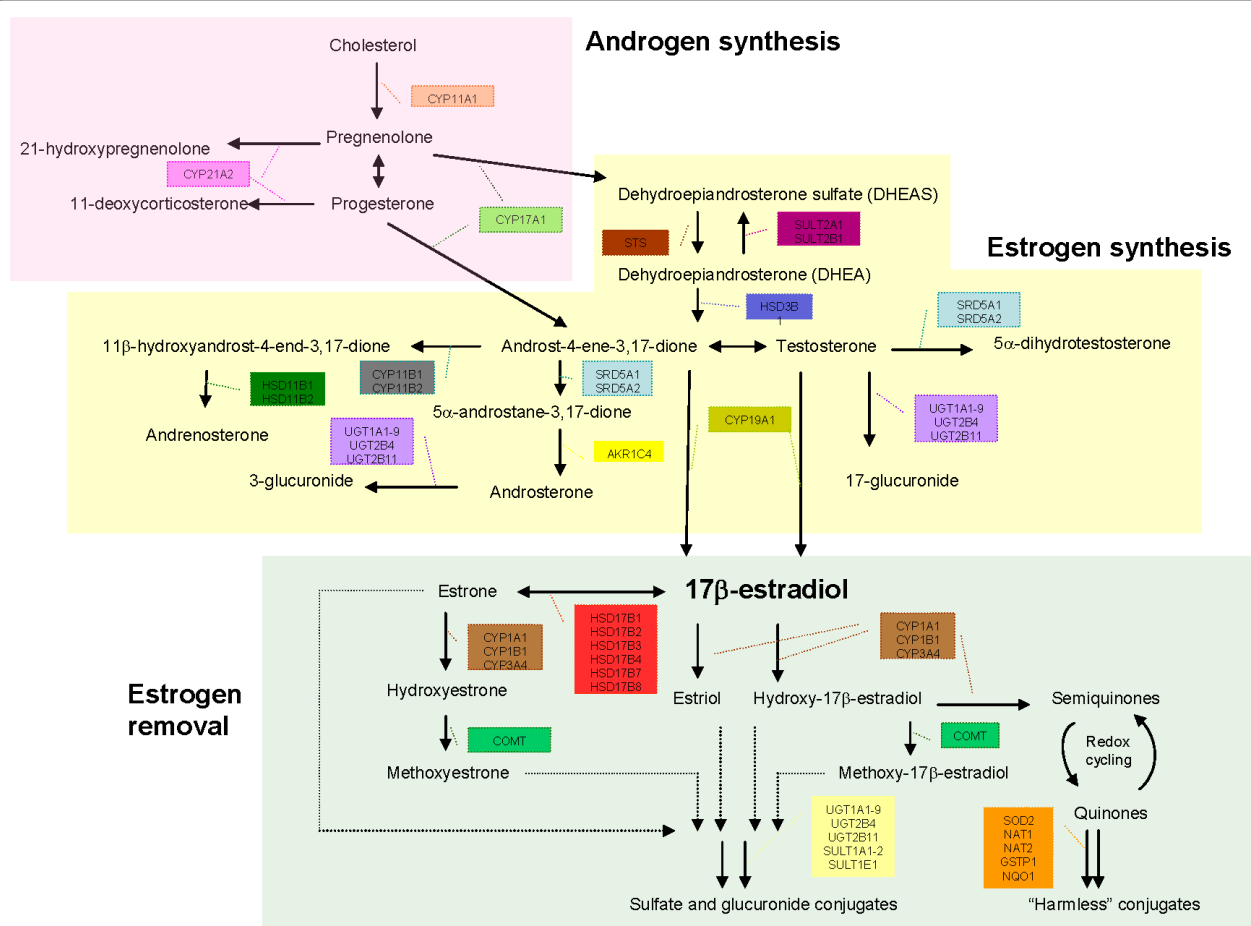 Androgen synthesis
Cholesterol
CYP11A1
Pregnenolone
21-hydroxypregnenolone
CYP21A2
11-deoxycorticosterone
Progesterone
CYP17A1
Dehydroepiandrosterone sulfate (DHEAS)
STS
SULT2A1
SULT2B1
Estrogen synthesis
Dehydroepiandrosterone (DHEA)
HSD3B
1
SRD5A1
SRD5A2
11β-hydroxyandrost-4-end-3,17-dione
Androst-4-ene-3,17-dione
Testosterone
5α-dihydrotestosterone
HSD11B1
HSD11B2
CYP11B1
CYP11B2
SRD5A1
SRD5A2
5α-androstane-3,17-dione
CYP19A1
UGT1A1-9
UGT2B4
UGT2B11
Andrenosterone
UGT1A1-9
UGT2B4
UGT2B11
AKR1C4
3-glucuronide
Androsterone
17-glucuronide
Estrone
17β-estradiol
CYP1A1
CYP1B1
CYP3A4
HSD17B1
HSD17B2
HSD17B3
HSD17B4
HSD17B7
HSD17B8
CYP1A1
CYP1B1
CYP3A4
Estrogen
removal
Hydroxyestrone
Estriol
Hydroxy-17β-estradiol
Semiquinones
COMT
COMT
Redox
cycling
Methoxyestrone
Methoxy-17β-estradiol
UGT1A1-9
UGT2B4
UGT2B11
SULT1A1-2
SULT1E1
Quinones
SOD2
NAT1
NAT2
GSTP1
NQO1
Sulfate and glucuronide conjugates
“Harmless” conjugates